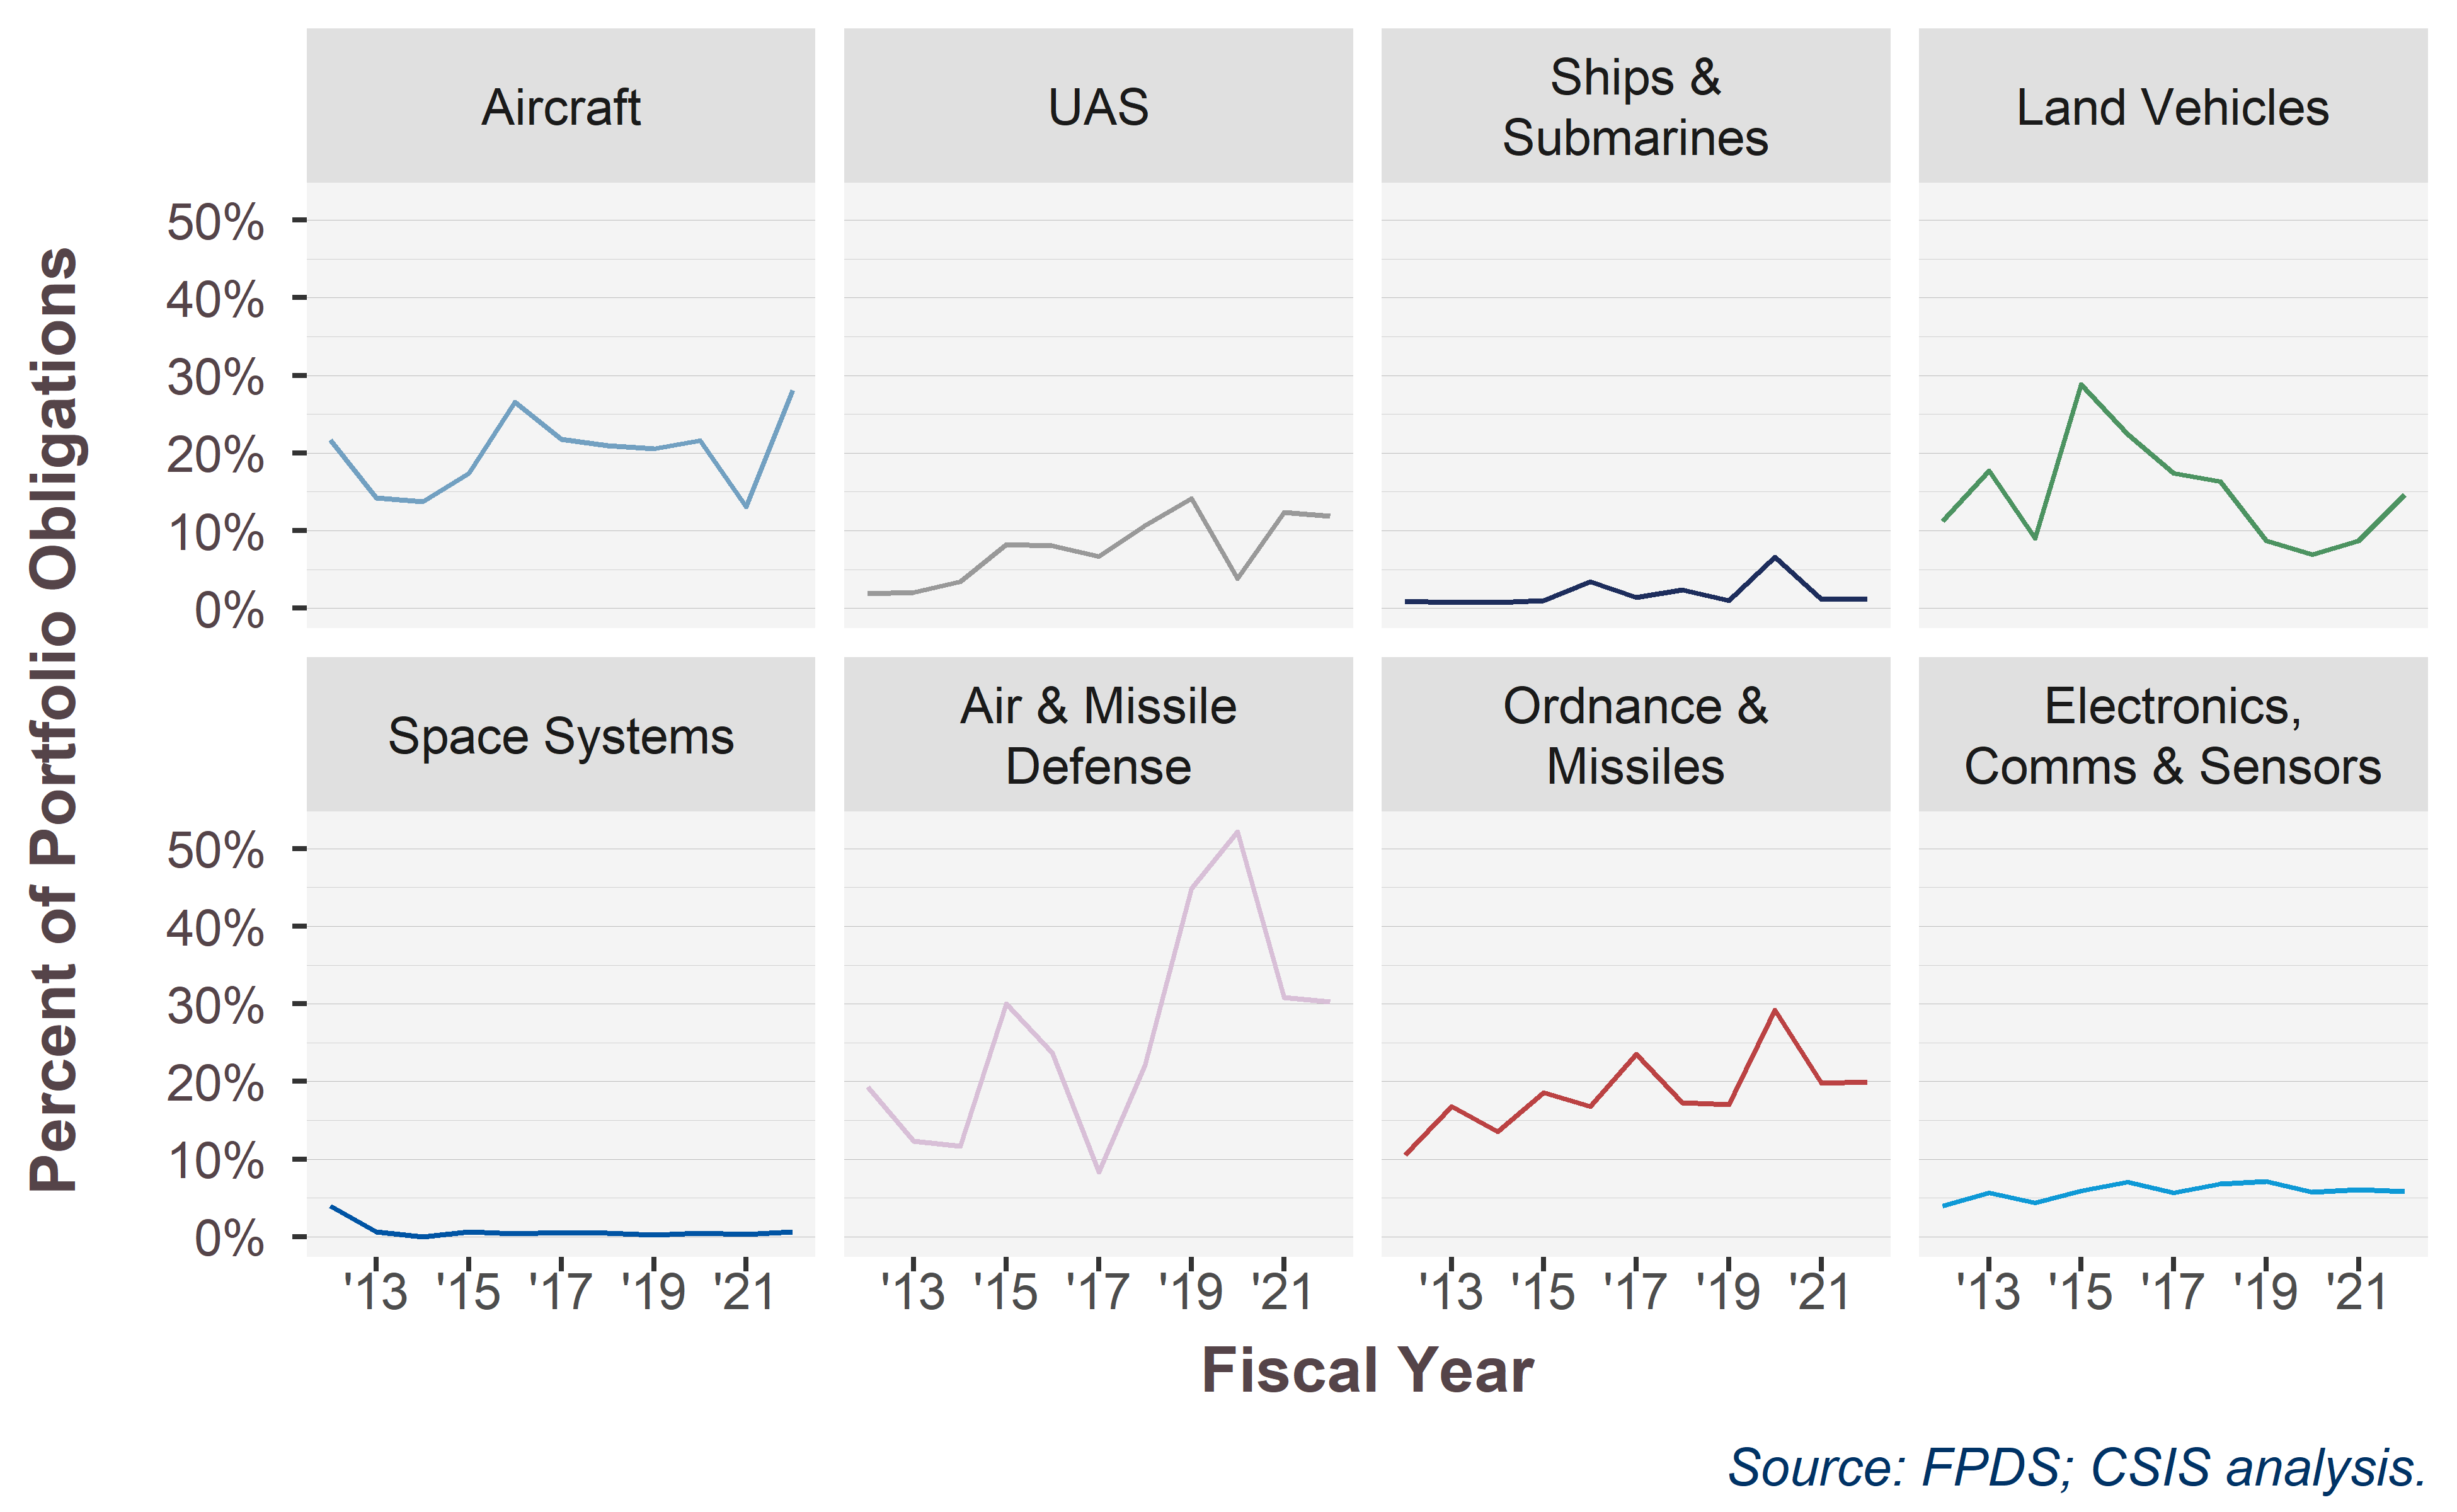 Aircraft
UAS
Ships &
Submarines
Land Vehicles
50%
40%
30%
20%
10%
0%
Space Systems
Air & Missile
Defense
Ordnance &
Missiles
Electronics,
Comms & Sensors
50%
40%
30%
20%
10%
0%
'13 '15 '17 '19 '21
'13 '15 '17 '19 '21
'13 '15 '17 '19 '21
'13 '15 '17 '19 '21
Percent of Portfolio Obligations
Fiscal Year
Source: FPDS; CSIS analysis.